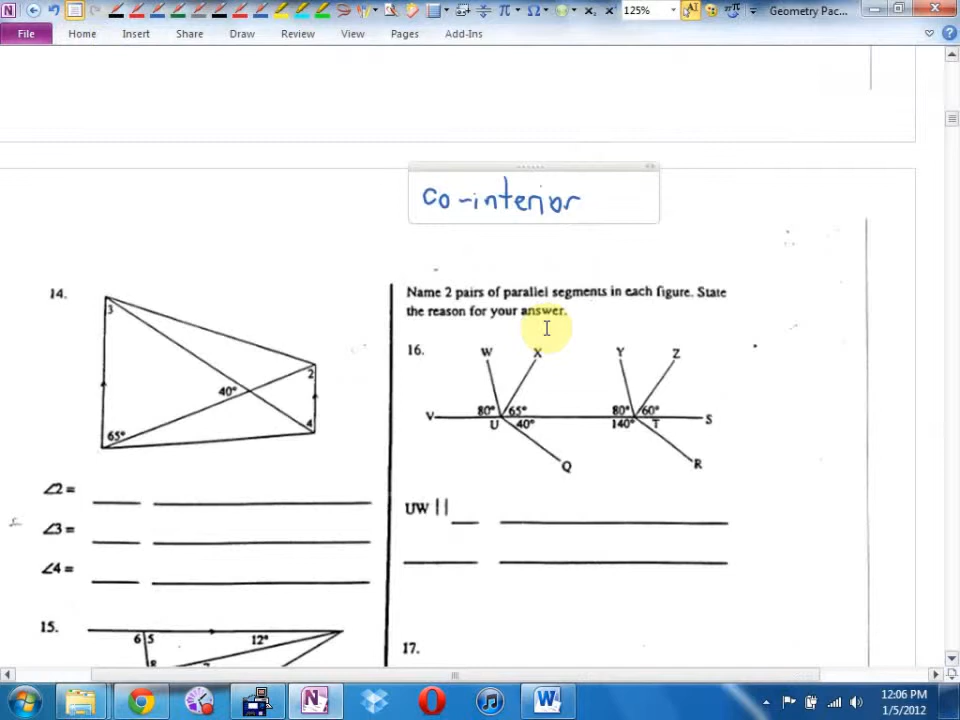 125%
Geometry Pac...
File Home Insert Share Draw Review View Pages Add-Ins
co-interior
14.
3
2
40°
4
65°
∠2 =
∠3 =
∠4 =
15.
6 5
12°
Name 2 pairs of parallel segments in each figure. State
the reason for your answer.
16.
W X Y Z
V 80° 65° 80° 60° S
U 40° 140° T
Q R
UW ||
17.
12:06 PM
1/5/2012